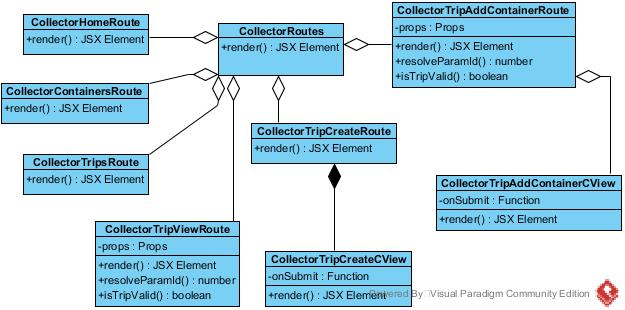 CollectorHomeRoute
+render() : JSX Element
CollectorRoutes
+render() : JSX Element
CollectorTripAddContainerRoute
-props : Props
+render() : JSX Element
+resolveParamId() : number
+isTripValid() : boolean
CollectorContainersRoute
+render() : JSX Element
CollectorTripCreateRoute
+render() : JSX Element
CollectorTripsRoute
+render() : JSX Element
CollectorTripAddContainerCView
-onSubmit : Function
+render() : JSX Element
CollectorTripViewRoute
-props : Props
+render() : JSX Element
+resolveParamId() : number
+isTripValid() : boolean
CollectorTripCreateCView
-onSubmit : Function
+render() : JSX Element
Powered By Visual Paradigm Community Edition